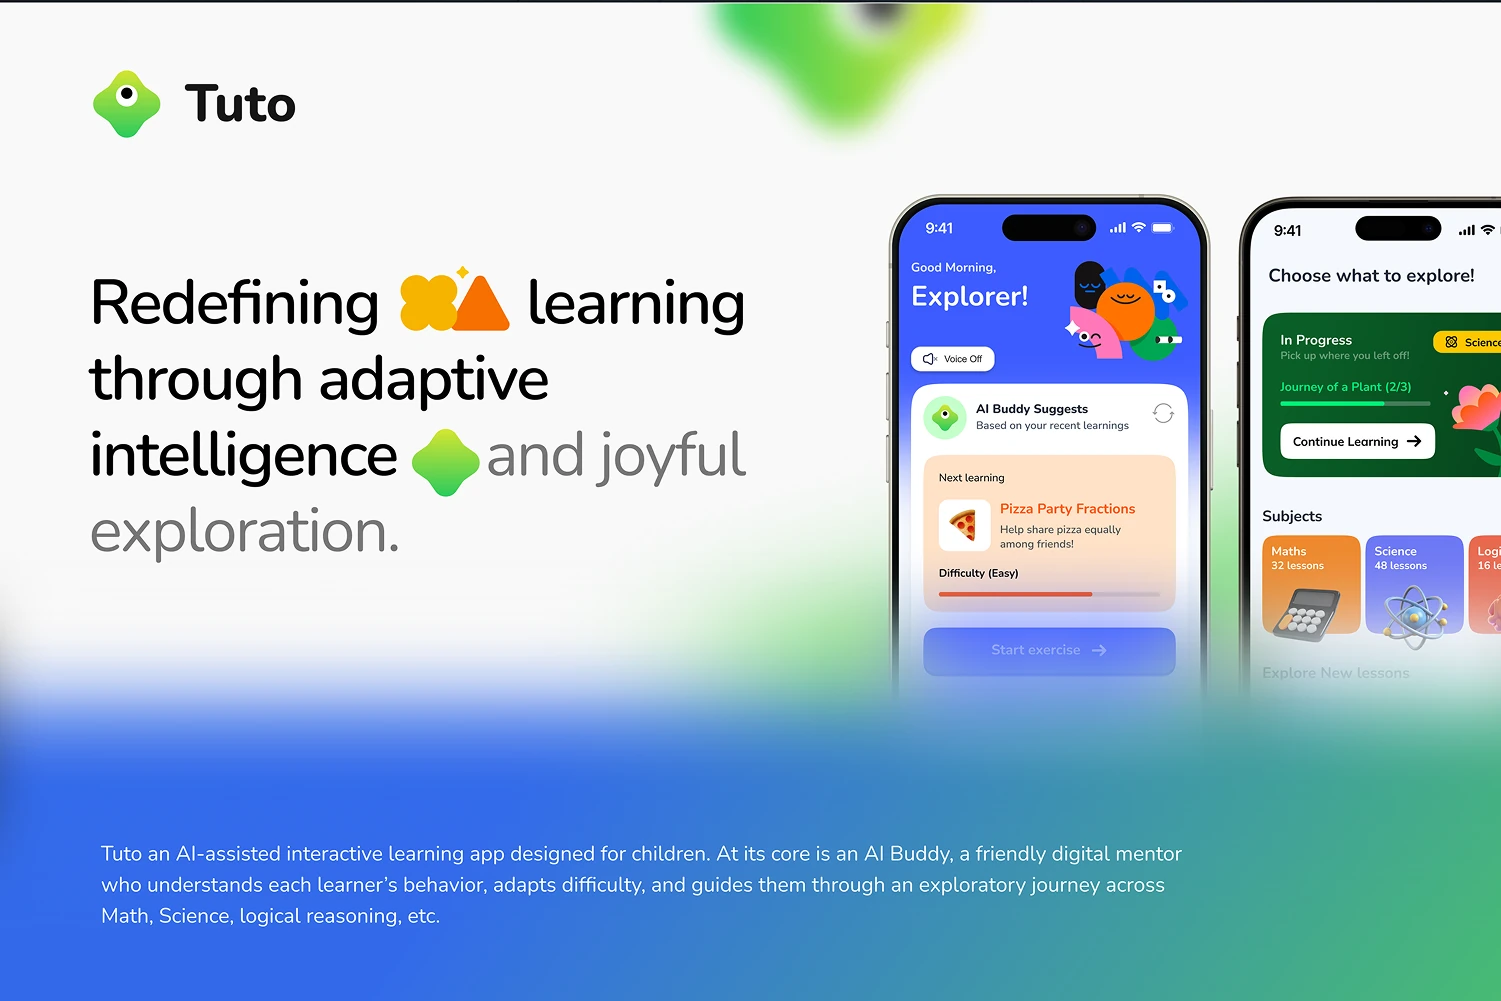 Tuto
Redefining learning
through adaptive
intelligence and joyful
exploration.
9:41
Good Morning,
Explorer!
Voice Off
AI Buddy Suggests
Based on your recent learnings
Next learning
Pizza Party Fractions
Help share pizza equally
among friends!
Difficulty (Easy)
Start exercise
9:41
Choose what to explore!
In Progress
Pick up where you left off!
Science
Journey of a Plant (2/3)
Continue Learning
Subjects
Maths
32 lessons
Science
48 lessons
Logi
16 le
Explore New lessons
Tuto an AI-assisted interactive learning app designed for children. At its core is an AI Buddy, a friendly digital mentor
who understands each learner’s behavior, adapts difficulty, and guides them through an exploratory journey across
Math, Science, logical reasoning, etc.